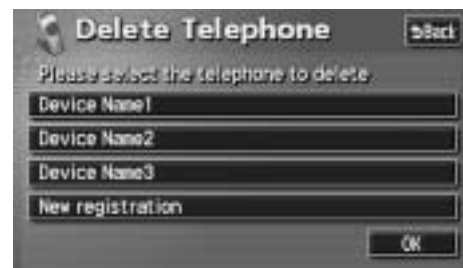 Delete Telephone
Back
Please select the telephone to delete
Device Name1
Device Name2
Device Name3
New registration
OK